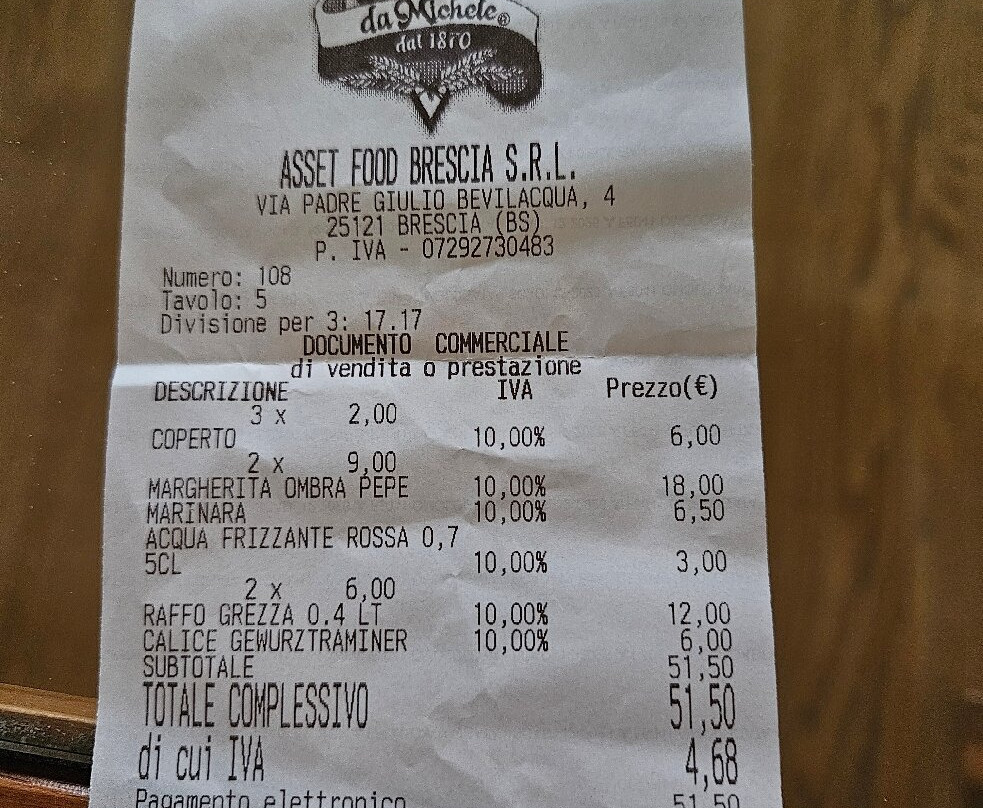 da Michele®
dal 1870
ASSET FOOD BRESCIA S.R.L.
VIA PADRE GIULIO BEVILACQUA, 4
25121 BRESCIA (BS)
P. IVA - 07292730483
Numero: 108
Tavolo: 5
Divisione per 3: 17.17
DOCUMENTO COMMERCIALE
di vendita o prestazione
DESCRIZIONE IVA Prezzo(€)
3 x 2,00
COPERTO 10,00% 6,00
2 x 9,00
MARGHERITA OMBRA PEPE 10,00% 18,00
MARINARA 10,00% 6,50
ACQUA FRIZZANTE ROSSA 0,7
5CL 10,00% 3,00
2 x 6,00
RAFFO GREZZA 0.4 LT 10,00% 12,00
CALICE GEWURZTRAMINER 10,00% 6,00
SUBTOTALE 51,50
TOTALE COMPLESSIVO 51,50
di cui IVA 4,68
Pagamento elettronico 51,50